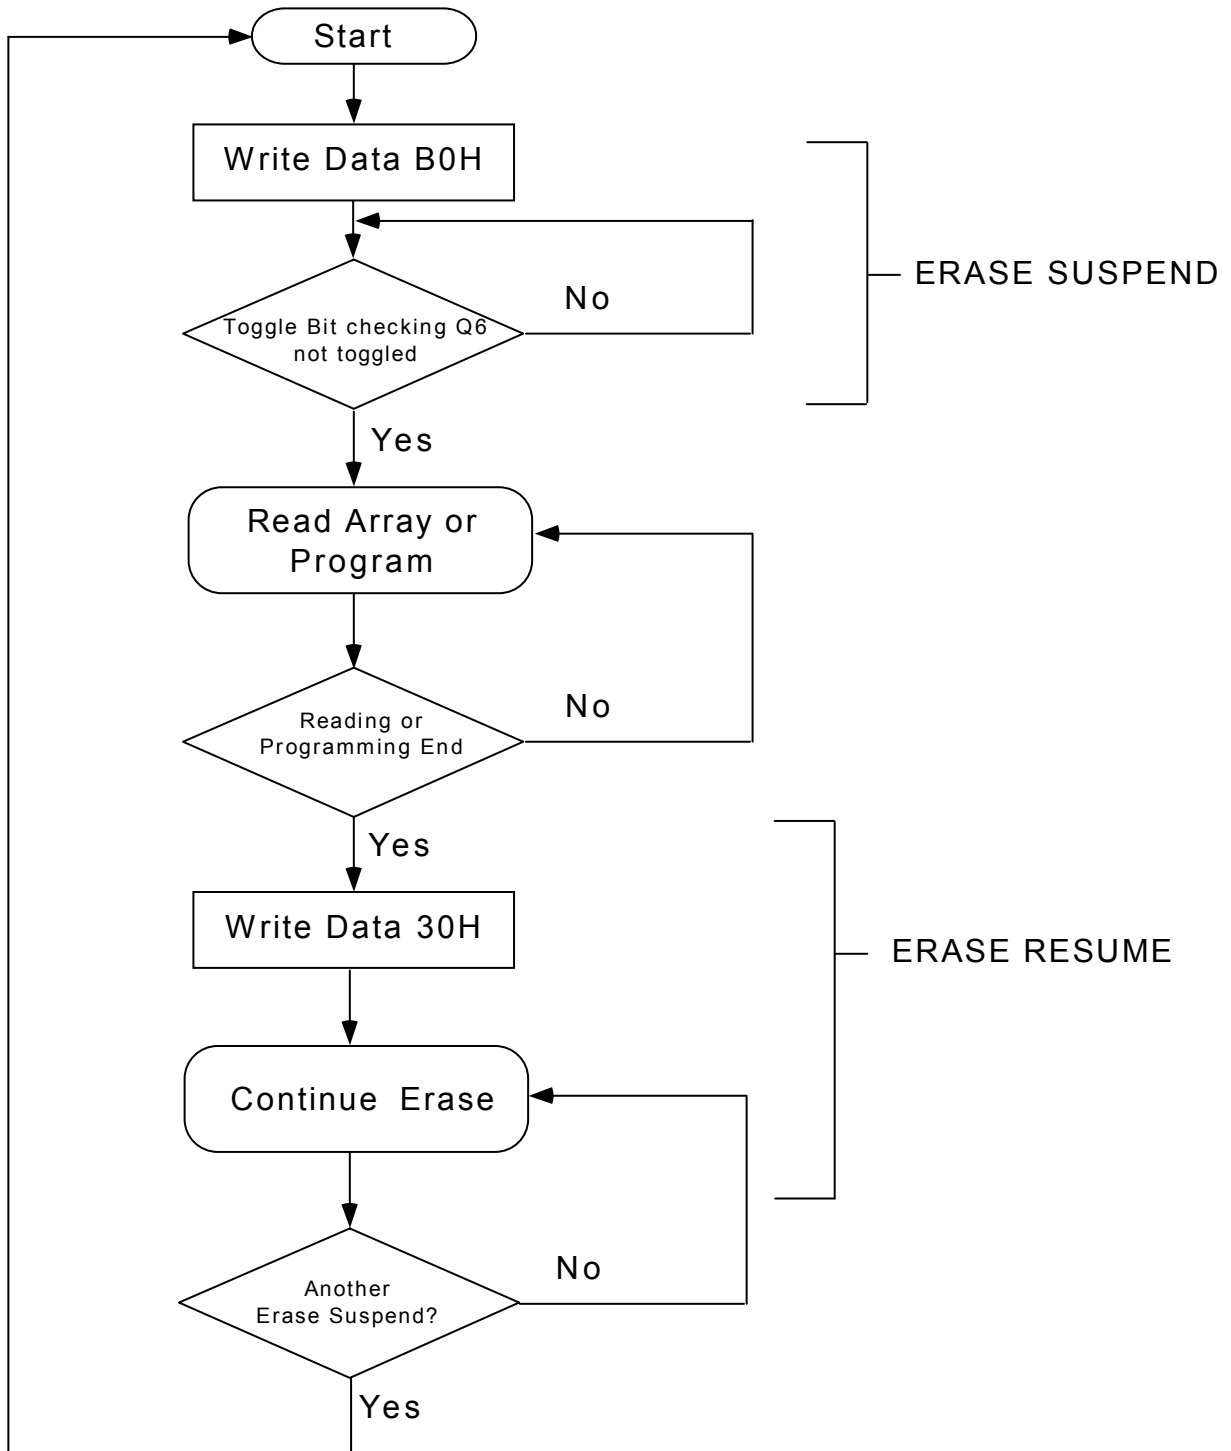 Start
Write Data B0H
ERASE SUSPEND
No
Toggle Bit checking Q6
not toggled
Yes
Read Array or
Program
No
Reading or
Programming End
Yes
Write Data 30H
ERASE RESUME
Continue Erase
No
Another
Erase Suspend?
Yes